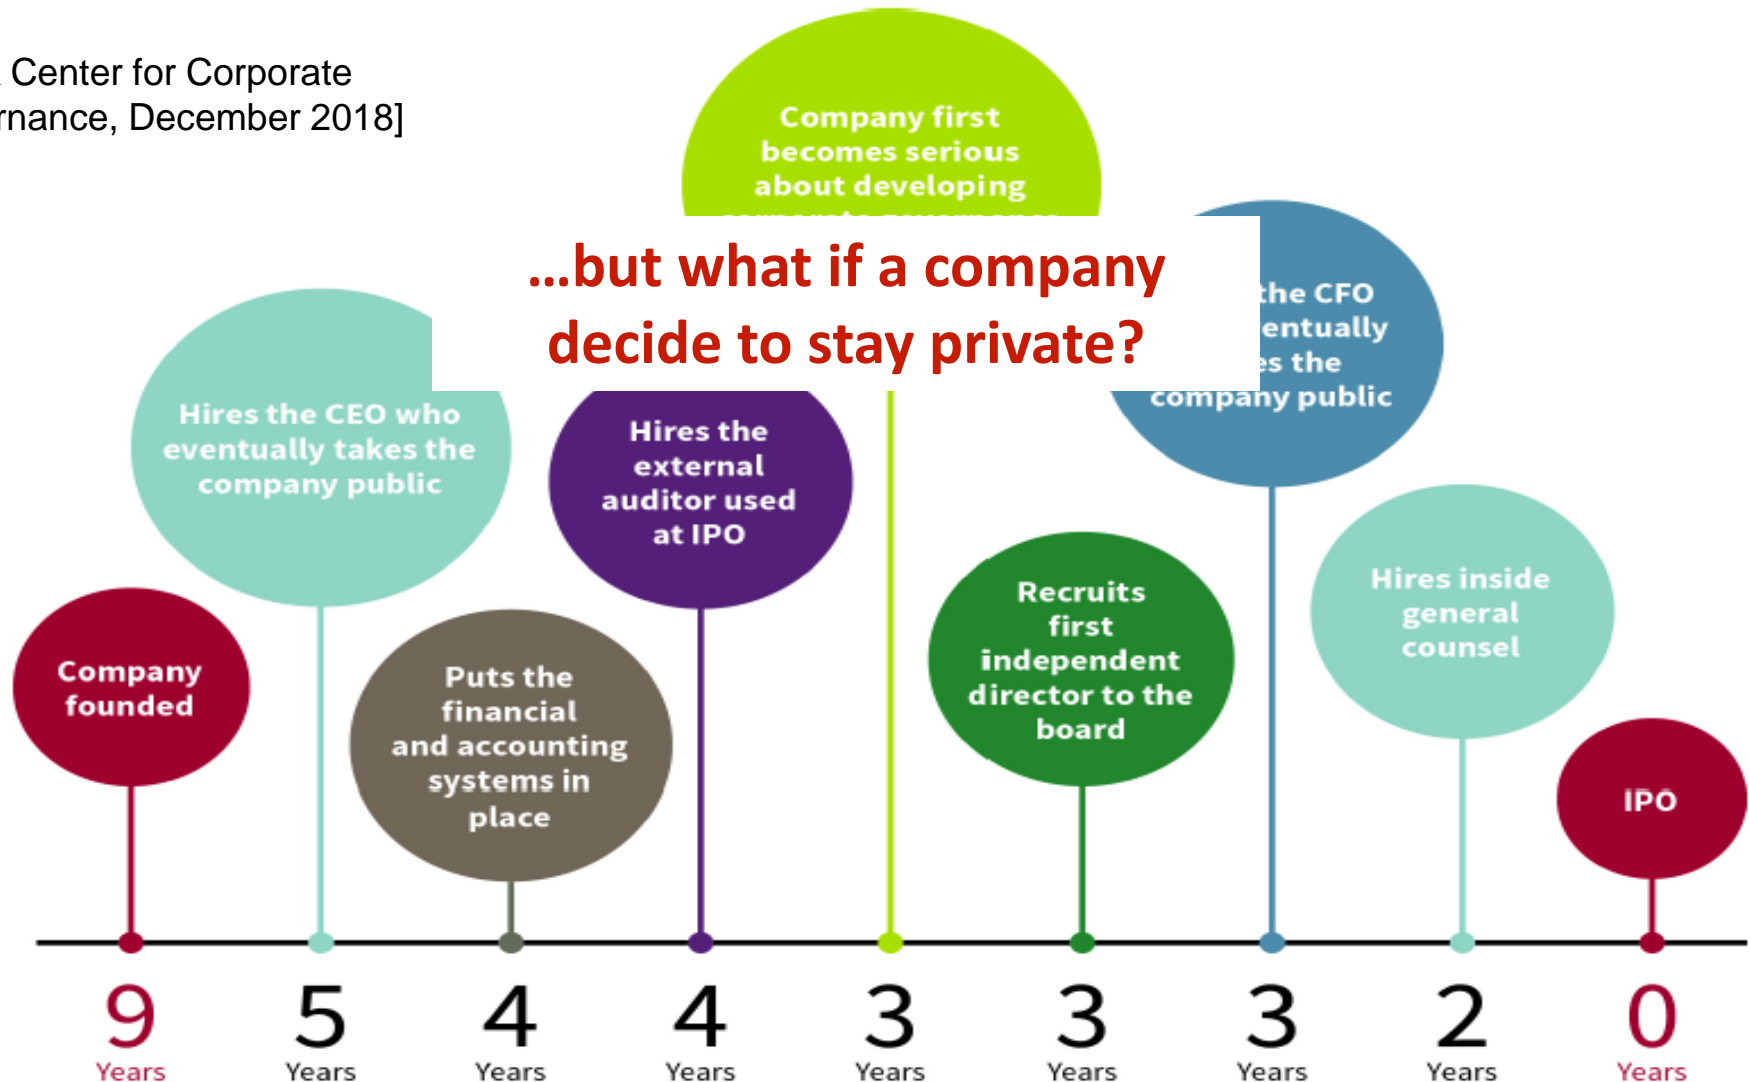 Center for Corporate
rnance, December 2018]
Company first
becomes serious
about developing
corporate governance
…but what if a company
decide to stay private?
the CFO
entually
es the
company public
Hires the CEO who
eventually takes the
company public
Hires the
external
auditor used
at IPO
Company
founded
Puts the
financial
and accounting
systems in
place
Recruits
first
independent
director to the
board
Hires inside
general
counsel
IPO
9
Years
5
Years
4
Years
4
Years
3
Years
3
Years
3
Years
2
Years
0
Years